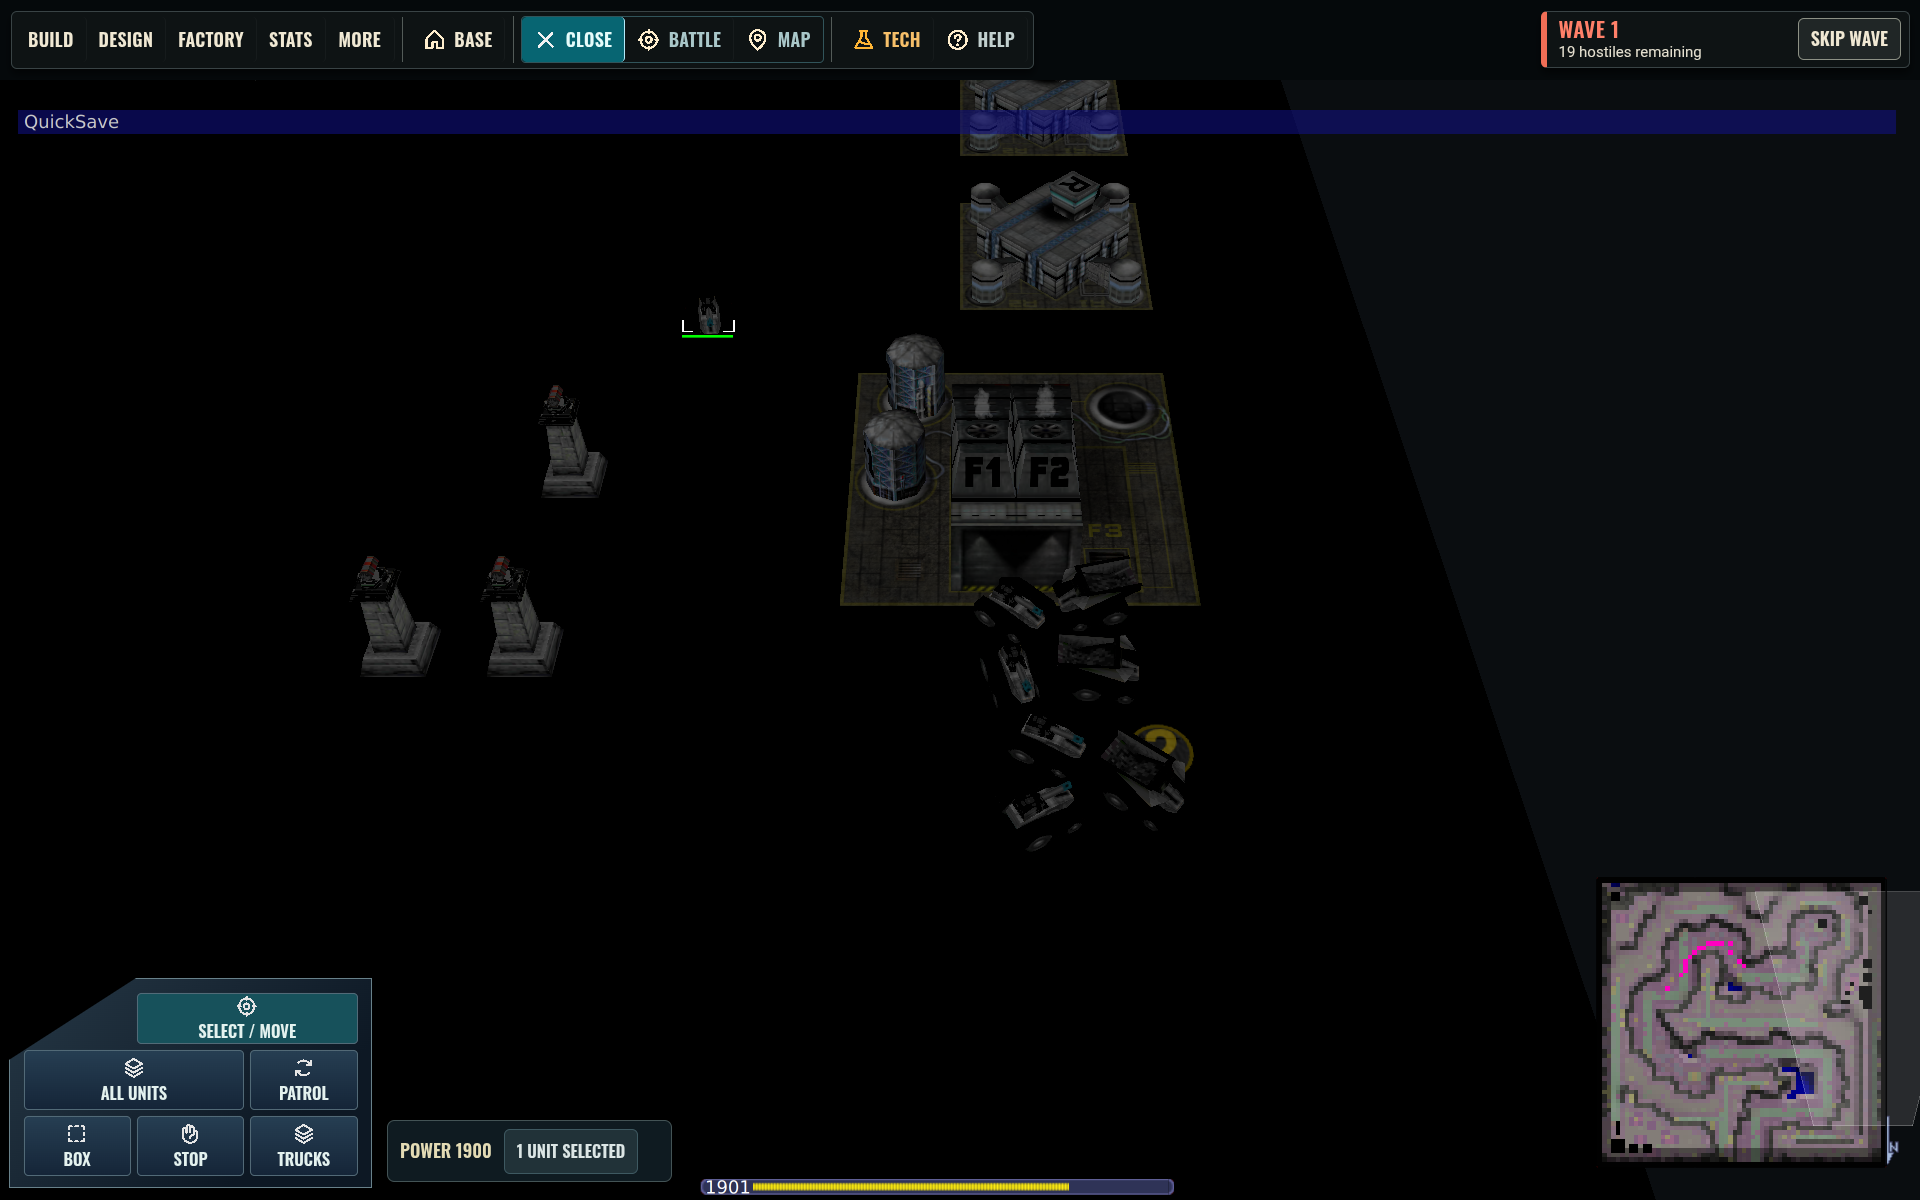 BUILD DESIGN FACTORY STATS MORE BASE CLOSE BATTLE MAP TECH HELP
WAVE 1
19 hostiles remaining
SKIP WAVE
QuickSave
R
F1 F2
F3
2
SELECT / MOVE
ALL UNITS PATROL
BOX STOP TRUCKS
POWER 1900 1 UNIT SELECTED
1901
N